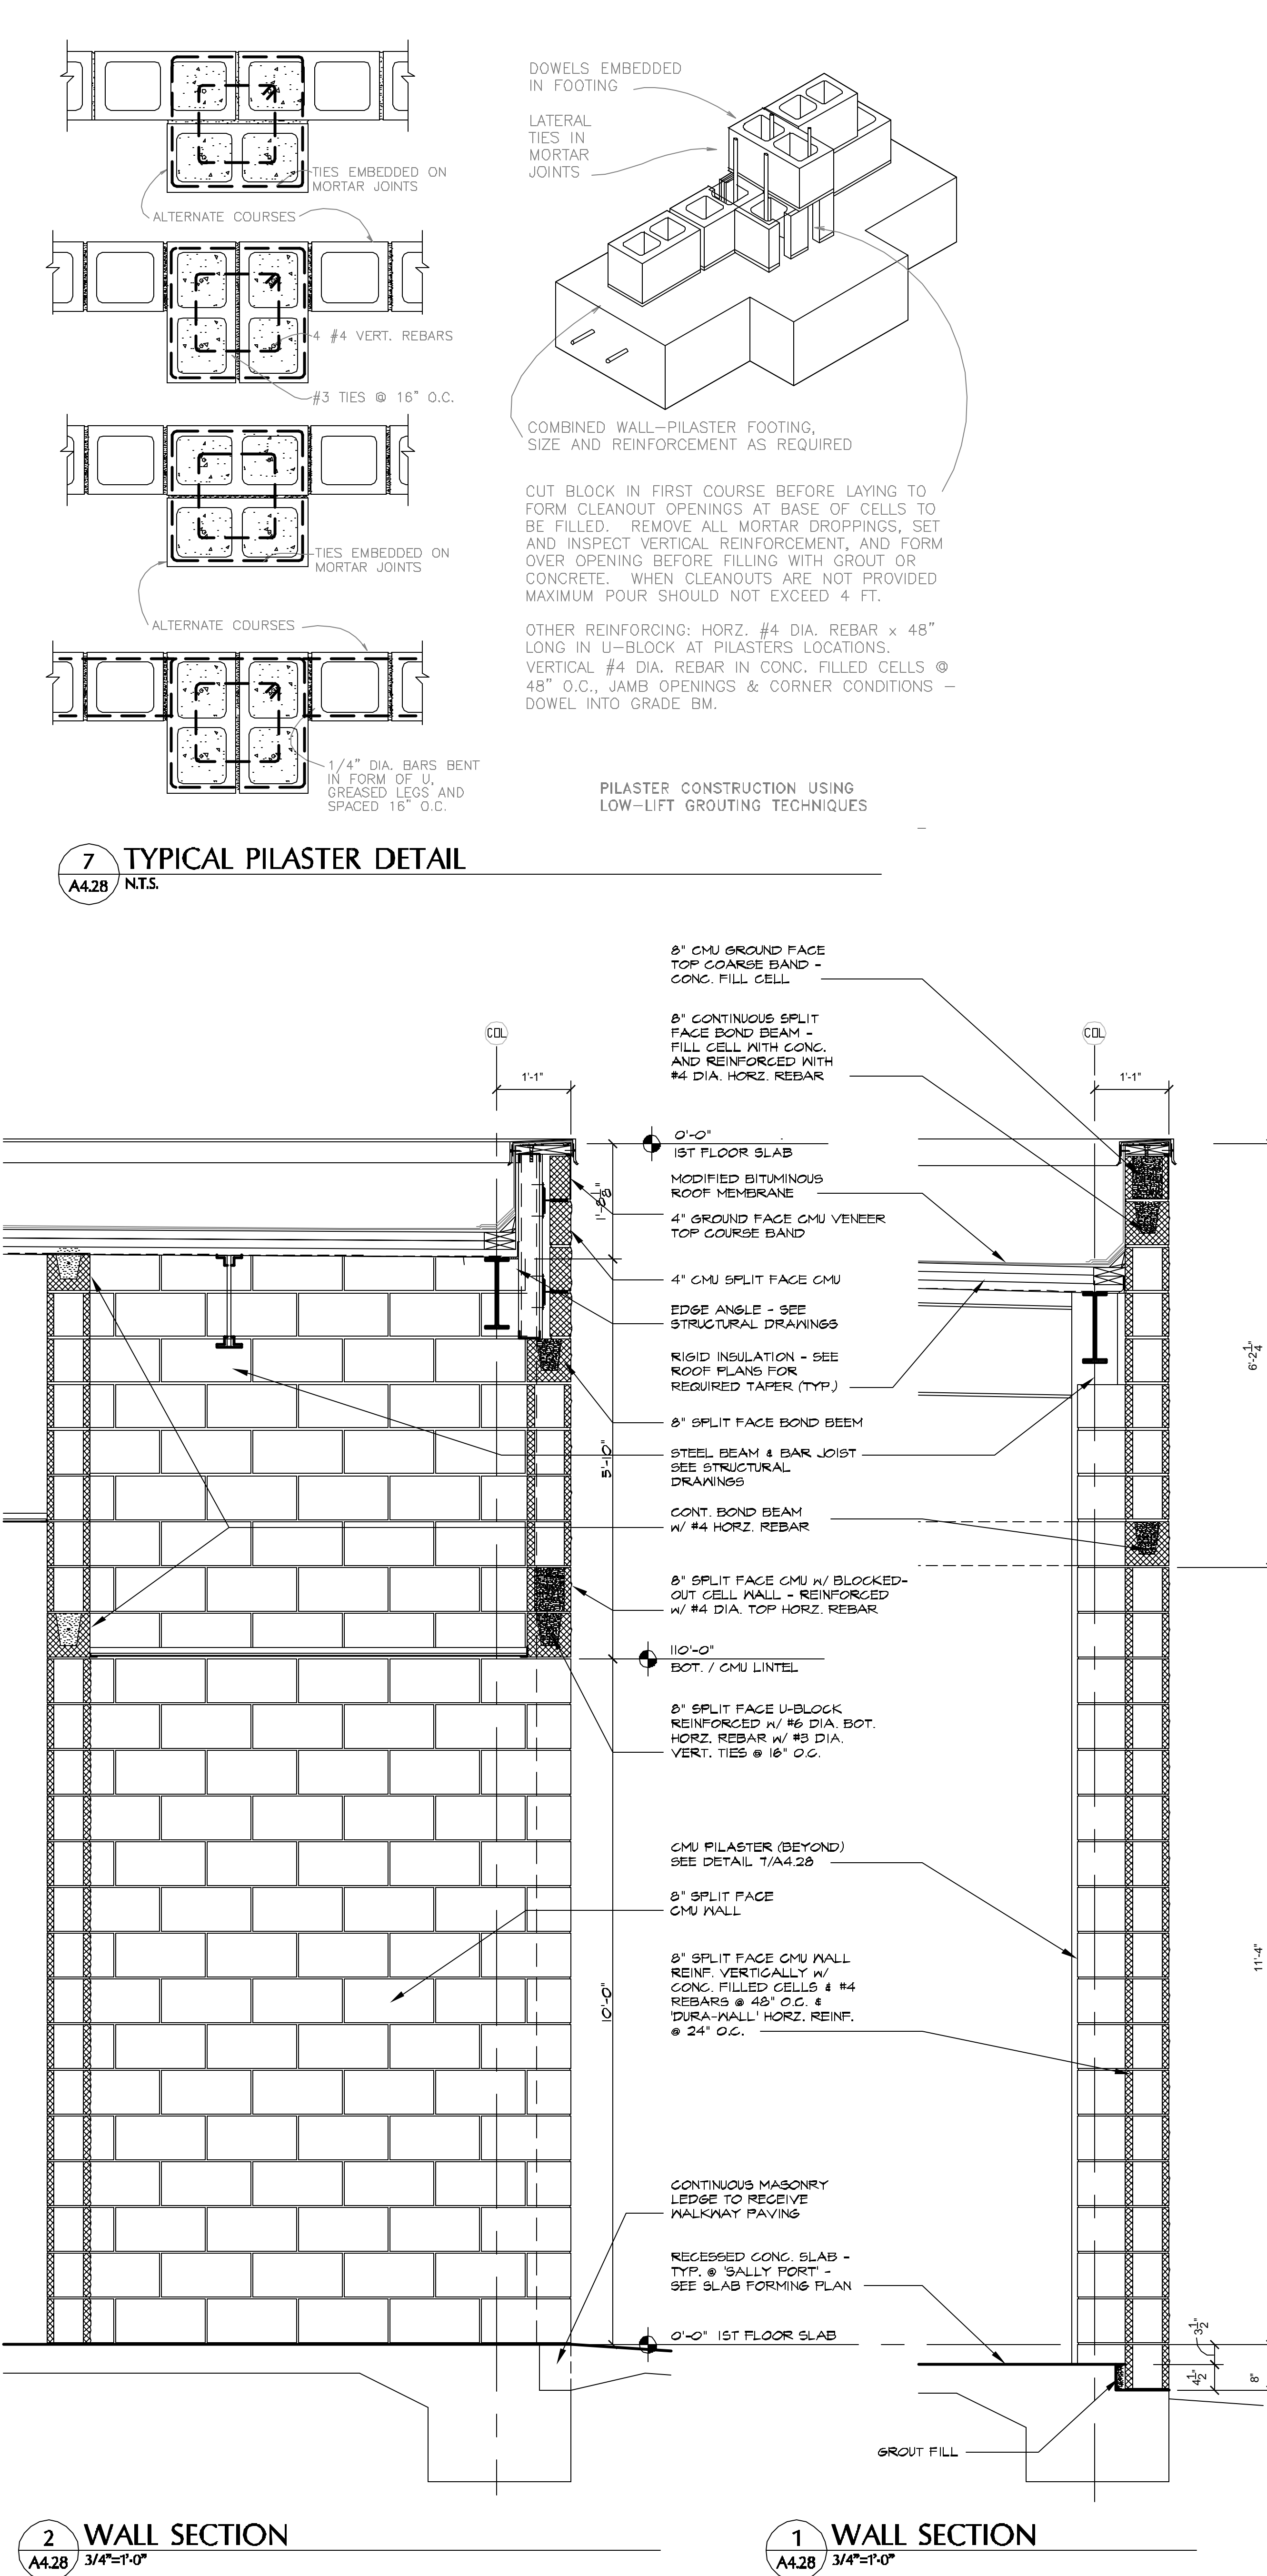 DOWELS EMBEDDED
IN FOOTING
LATERAL
TIES IN
MORTAR
JOINTS
TIES EMBEDDED ON
MORTAR JOINTS
ALTERNATE COURSES
4 #4 VERT. REBARS
#3 TIES @ 16" O.C.
COMBINED WALL-PILASTER FOOTING,
SIZE AND REINFORCEMENT AS REQUIRED
CUT BLOCK IN FIRST COURSE BEFORE LAYING TO
FORM CLEANOUT OPENINGS AT BASE OF CELLS TO
BE FILLED. REMOVE ALL MORTAR DROPPINGS, SET
AND INSPECT VERTICAL REINFORCEMENT, AND FORM
OVER OPENING BEFORE FILLING WITH GROUT OR
CONCRETE. WHEN CLEANOUTS ARE NOT PROVIDED
MAXIMUM POUR SHOULD NOT EXCEED 4 FT.
TIES EMBEDDED ON
MORTAR JOINTS
ALTERNATE COURSES
OTHER REINFORCING: HORZ. #4 DIA. REBAR x 48"
LONG IN U-BLOCK AT PILASTERS LOCATIONS.
VERTICAL #4 DIA. REBAR IN CONC. FILLED CELLS @
48" O.C., JAMB OPENINGS & CORNER CONDITIONS -
DOWEL INTO GRADE BM.
1/4" DIA. BARS BENT
IN FORM OF U,
GREASED LEGS AND
SPACED 16" O.C.
PILASTER CONSTRUCTION USING
LOW-LIFT GROUTING TECHNIQUES
7
A4.28
TYPICAL PILASTER DETAIL
N.T.S.
8" CMU GROUND FACE
TOP COARSE BAND -
CONC. FILL CELL
8" CONTINUOUS SPLIT
FACE BOND BEAM -
FILL CELL WITH CONC.
AND REINFORCED WITH
#4 DIA. HORZ. REBAR
COL
COL
1'-1"
1'-1"
0'-0"
1ST FLOOR SLAB
MODIFIED BITUMINOUS
ROOF MEMBRANE
1'-8 1/8"
4" GROUND FACE CMU VENEER
TOP COURSE BAND
4" CMU SPLIT FACE CMU
EDGE ANGLE - SEE
STRUCTURAL DRAWINGS
RIGID INSULATION - SEE
ROOF PLANS FOR
REQUIRED TAPER (TYP.)
6'-2 1/4"
8" SPLIT FACE BOND BEEM
5'-10"
STEEL BEAM & BAR JOIST
SEE STRUCTURAL
DRAWINGS
CONT. BOND BEAM
W/ #4 HORZ. REBAR
8" SPLIT FACE CMU W/ BLOCKED-
OUT CELL WALL - REINFORCED
W/ #4 DIA. TOP HORZ. REBAR
110'-0"
BOT. / CMU LINTEL
8" SPLIT FACE U-BLOCK
REINFORCED W/ #6 DIA. BOT.
HORZ. REBAR W/ #3 DIA.
VERT. TIES @ 16" O.C.
CMU PILASTER (BEYOND)
SEE DETAIL 7/A4.28
8" SPLIT FACE
CMU WALL
8" SPLIT FACE CMU WALL
REINF. VERTICALLY W/
CONC. FILLED CELLS & #4
REBARS @ 48" O.C. &
'DURA-WALL' HORZ. REINF.
@ 24" O.C.
11'-4"
10'-0"
CONTINUOUS MASONRY
LEDGE TO RECEIVE
WALKWAY PAVING
RECESSED CONC. SLAB -
TYP. @ 'SALLY PORT' -
SEE SLAB FORMING PLAN
0'-0" 1ST FLOOR SLAB
3 1/2"
4 1/2"
8"
GROUT FILL
2
A4.28
WALL SECTION
3/4"=1'-0"
1
A4.28
WALL SECTION
3/4"=1'-0"